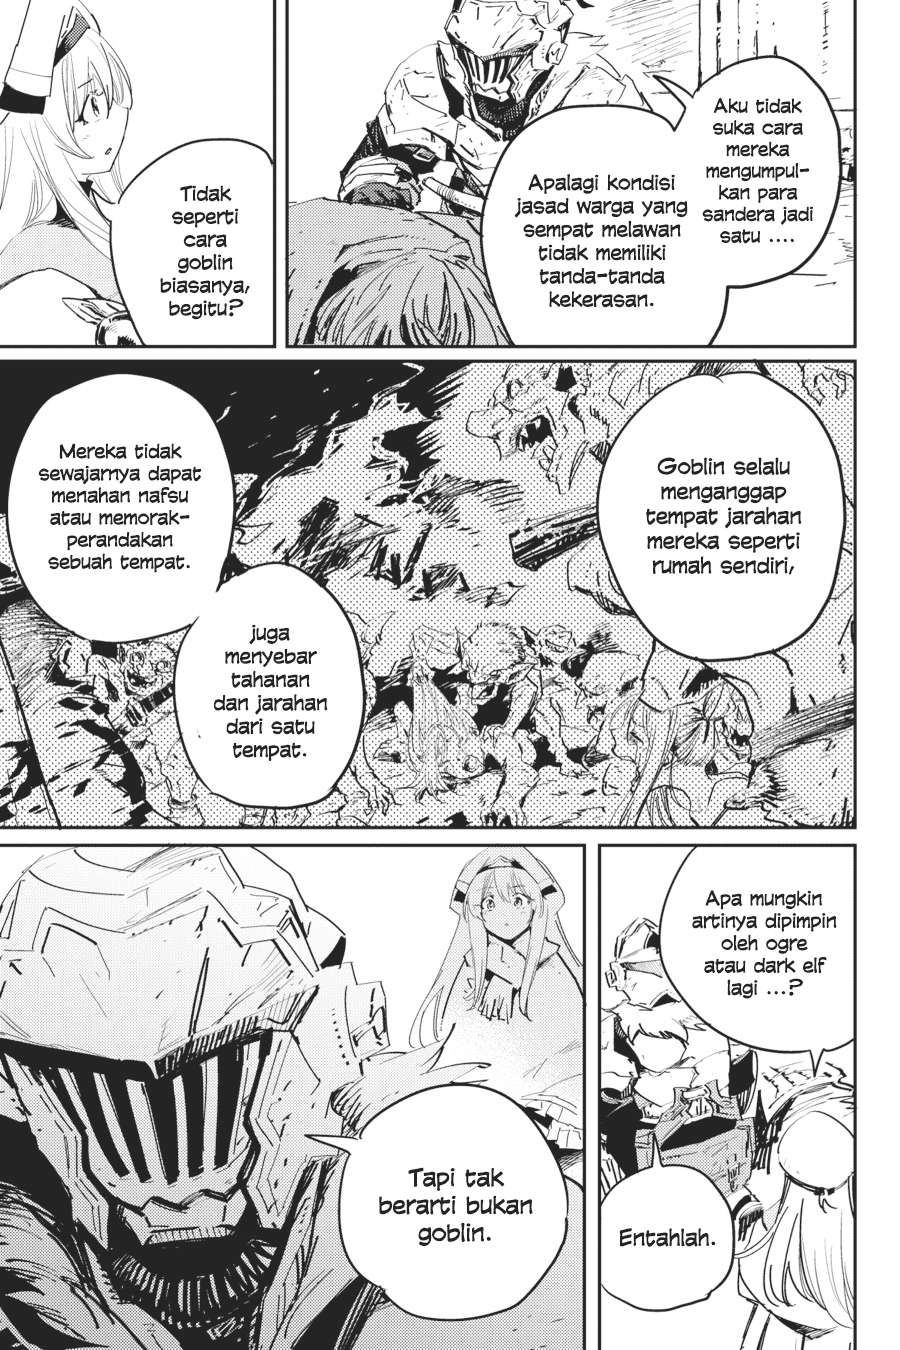 Aku tidak
suka cara
mereka
mengumpul-
kan para
sandera jadi
satu ....
Apalagi kondisi
jasad warga yang
sempat melawan
tidak memiliki
tanda-tanda
kekerasan.
Tidak
seperti
cara
goblin
biasanya,
begitu?
Goblin selalu
menganggap
tempat jarahan
mereka seperti
rumah sendiri,
juga
menyebar
tahanan
dan jarahan
dari satu
tempat.
Mereka tidak
sewajarnya dapat
menahan nafsu
atau memorak-
perandakan
sebuah tempat.
Apa mungkin
artinya dipimpin
oleh ogre
atau dark elf
lagi ...?
Entahlah.
Tapi tak
berarti bukan
goblin.